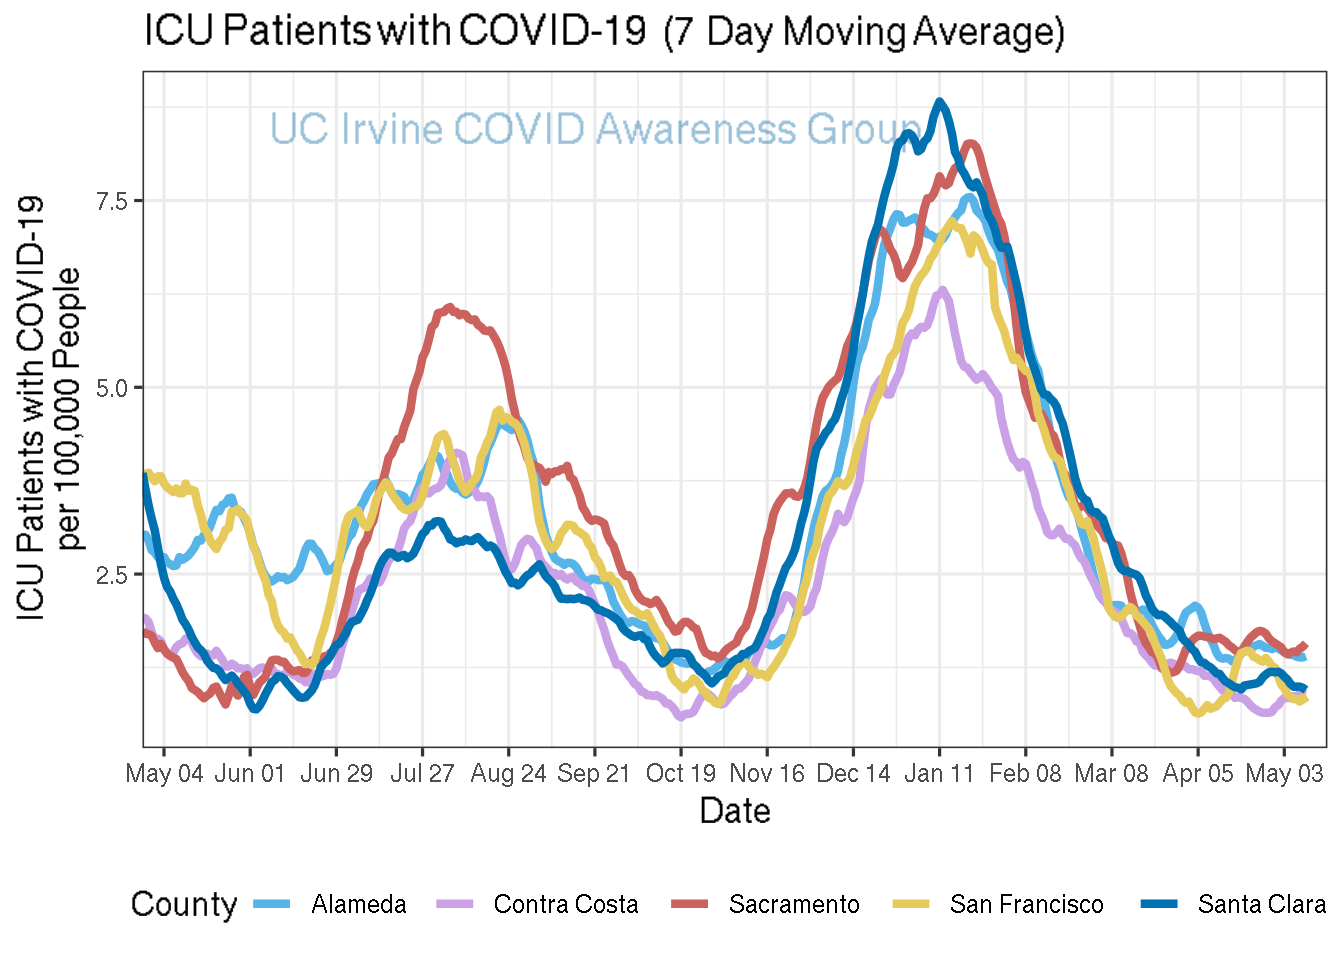 ICU Patients with COVID-19 (7 Day Moving Average)
UC Irvine COVID Awareness Group
ICU Patients with COVID-19
per 100,000 People
7.5
5.0
2.5
May 04 Jun 01 Jun 29 Jul 27 Aug 24 Sep 21 Oct 19 Nov 16 Dec 14 Jan 11 Feb 08 Mar 08 Apr 05 May 03
Date
County Alameda Contra Costa Sacramento San Francisco Santa Clara